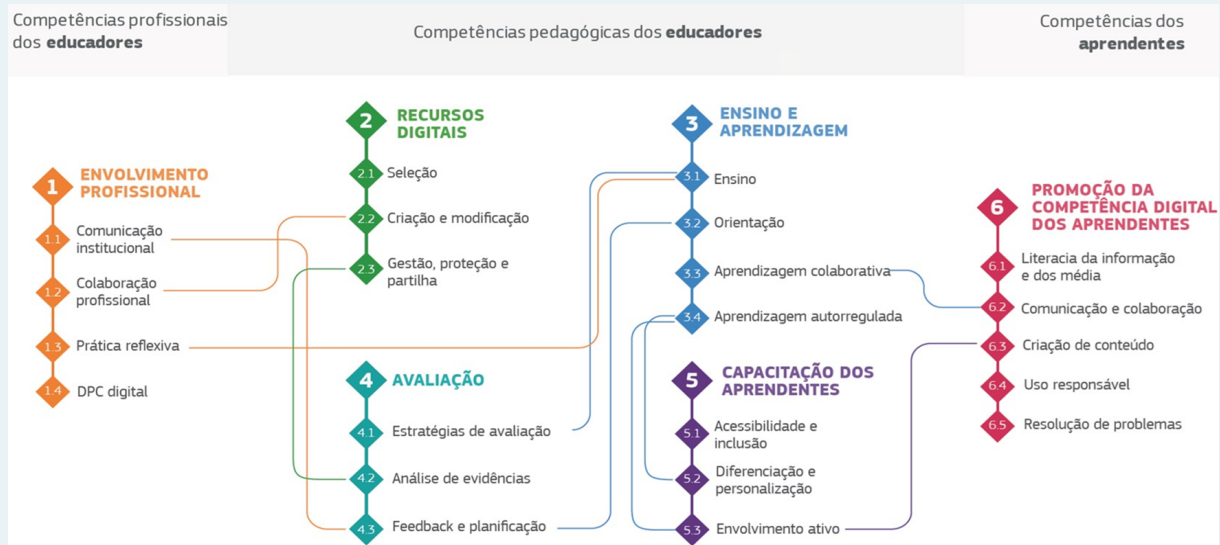 Competências profissionais
dos educadores
Competências pedagógicas dos educadores
Competências dos
aprendentes
1
ENVOLVIMENTO
PROFISSIONAL
1.1
Comunicação
institucional
1.2
Colaboração
profissional
1.3
Prática reflexiva
1.4
DPC digital
2
RECURSOS
DIGITAIS
2.1
Seleção
2.2
Criação e modificação
2.3
Gestão, proteção e
partilha
3
ENSINO E
APRENDIZAGEM
3.1
Ensino
3.2
Orientação
3.3
Aprendizagem colaborativa
3.4
Aprendizagem autorregulada
4
AVALIAÇÃO
4.1
Estratégias de avaliação
4.2
Análise de evidências
4.3
Feedback e planificação
5
CAPACITAÇÃO DOS
APRENDENTES
5.1
Acessibilidade e
inclusão
5.2
Diferenciação e
personalização
5.3
Envolvimento ativo
6
PROMOÇÃO DA
COMPETÊNCIA DIGITAL
DOS APRENDENTES
6.1
Literacia da informação
e dos média
6.2
Comunicação e colaboração
6.3
Criação de conteúdo
6.4
Uso responsável
6.5
Resolução de problemas